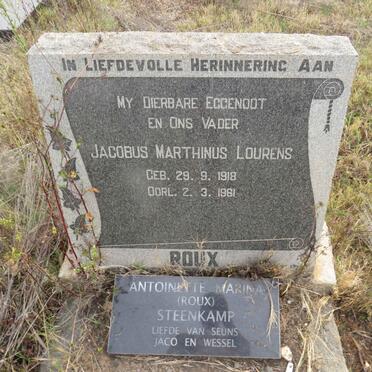 IN LIEFDEVOLLE HERINNERING AAN
MY DIERBARE EGGENOOT
EN ONS VADER
JACOBUS MARTHINUS LOURENS
GEB. 29. 9. 1918
OORL. 2. 3. 1981
ROUX
ANTOINETTE MARINA
(ROUX)
STEENKAMP
LIEFDE VAN SEUNS
JACO EN WESSEL